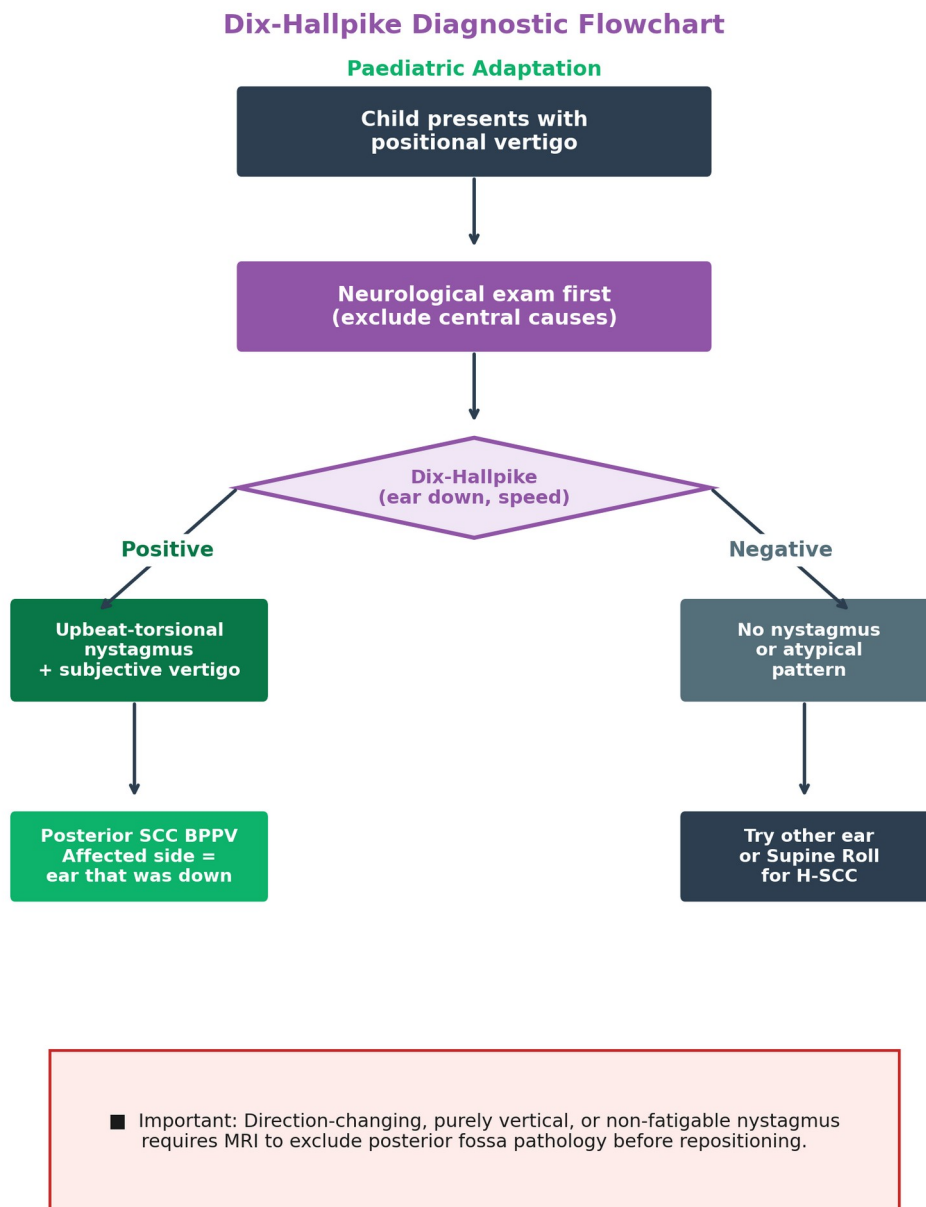 Dix-Hallpike Diagnostic Flowchart
Paediatric Adaptation
Child presents with
positional vertigo
Neurological exam first
(exclude central causes)
Dix-Hallpike
(ear down, speed)
Positive
Negative
Upbeat-torsional
nystagmus
+ subjective vertigo
No nystagmus
or atypical
pattern
Posterior SCC BPPV
Affected side =
ear that was down
Try other ear
or Supine Roll
for H-SCC
■ Important: Direction-changing, purely vertical, or non-fatigable nystagmus
requires MRI to exclude posterior fossa pathology before repositioning.